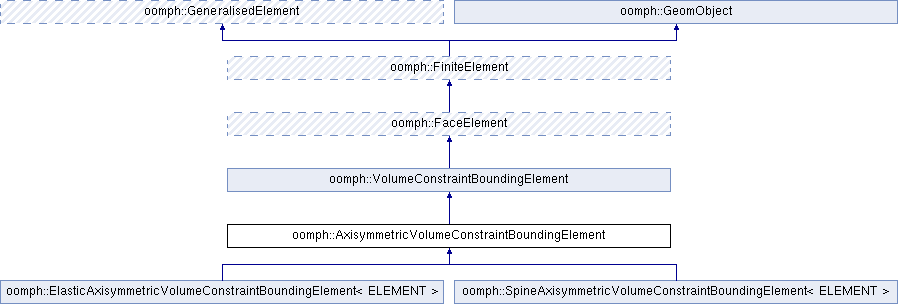 oomph::GeneralisedElement
oomph::GeomObject
oomph::FiniteElement
oomph::FaceElement
oomph::VolumeConstraintBoundingElement
oomph::AxisymmetricVolumeConstraintBoundingElement
oomph::ElasticAxisymmetricVolumeConstraintBoundingElement< ELEMENT >
oomph::SpineAxisymmetricVolumeConstraintBoundingElement< ELEMENT >